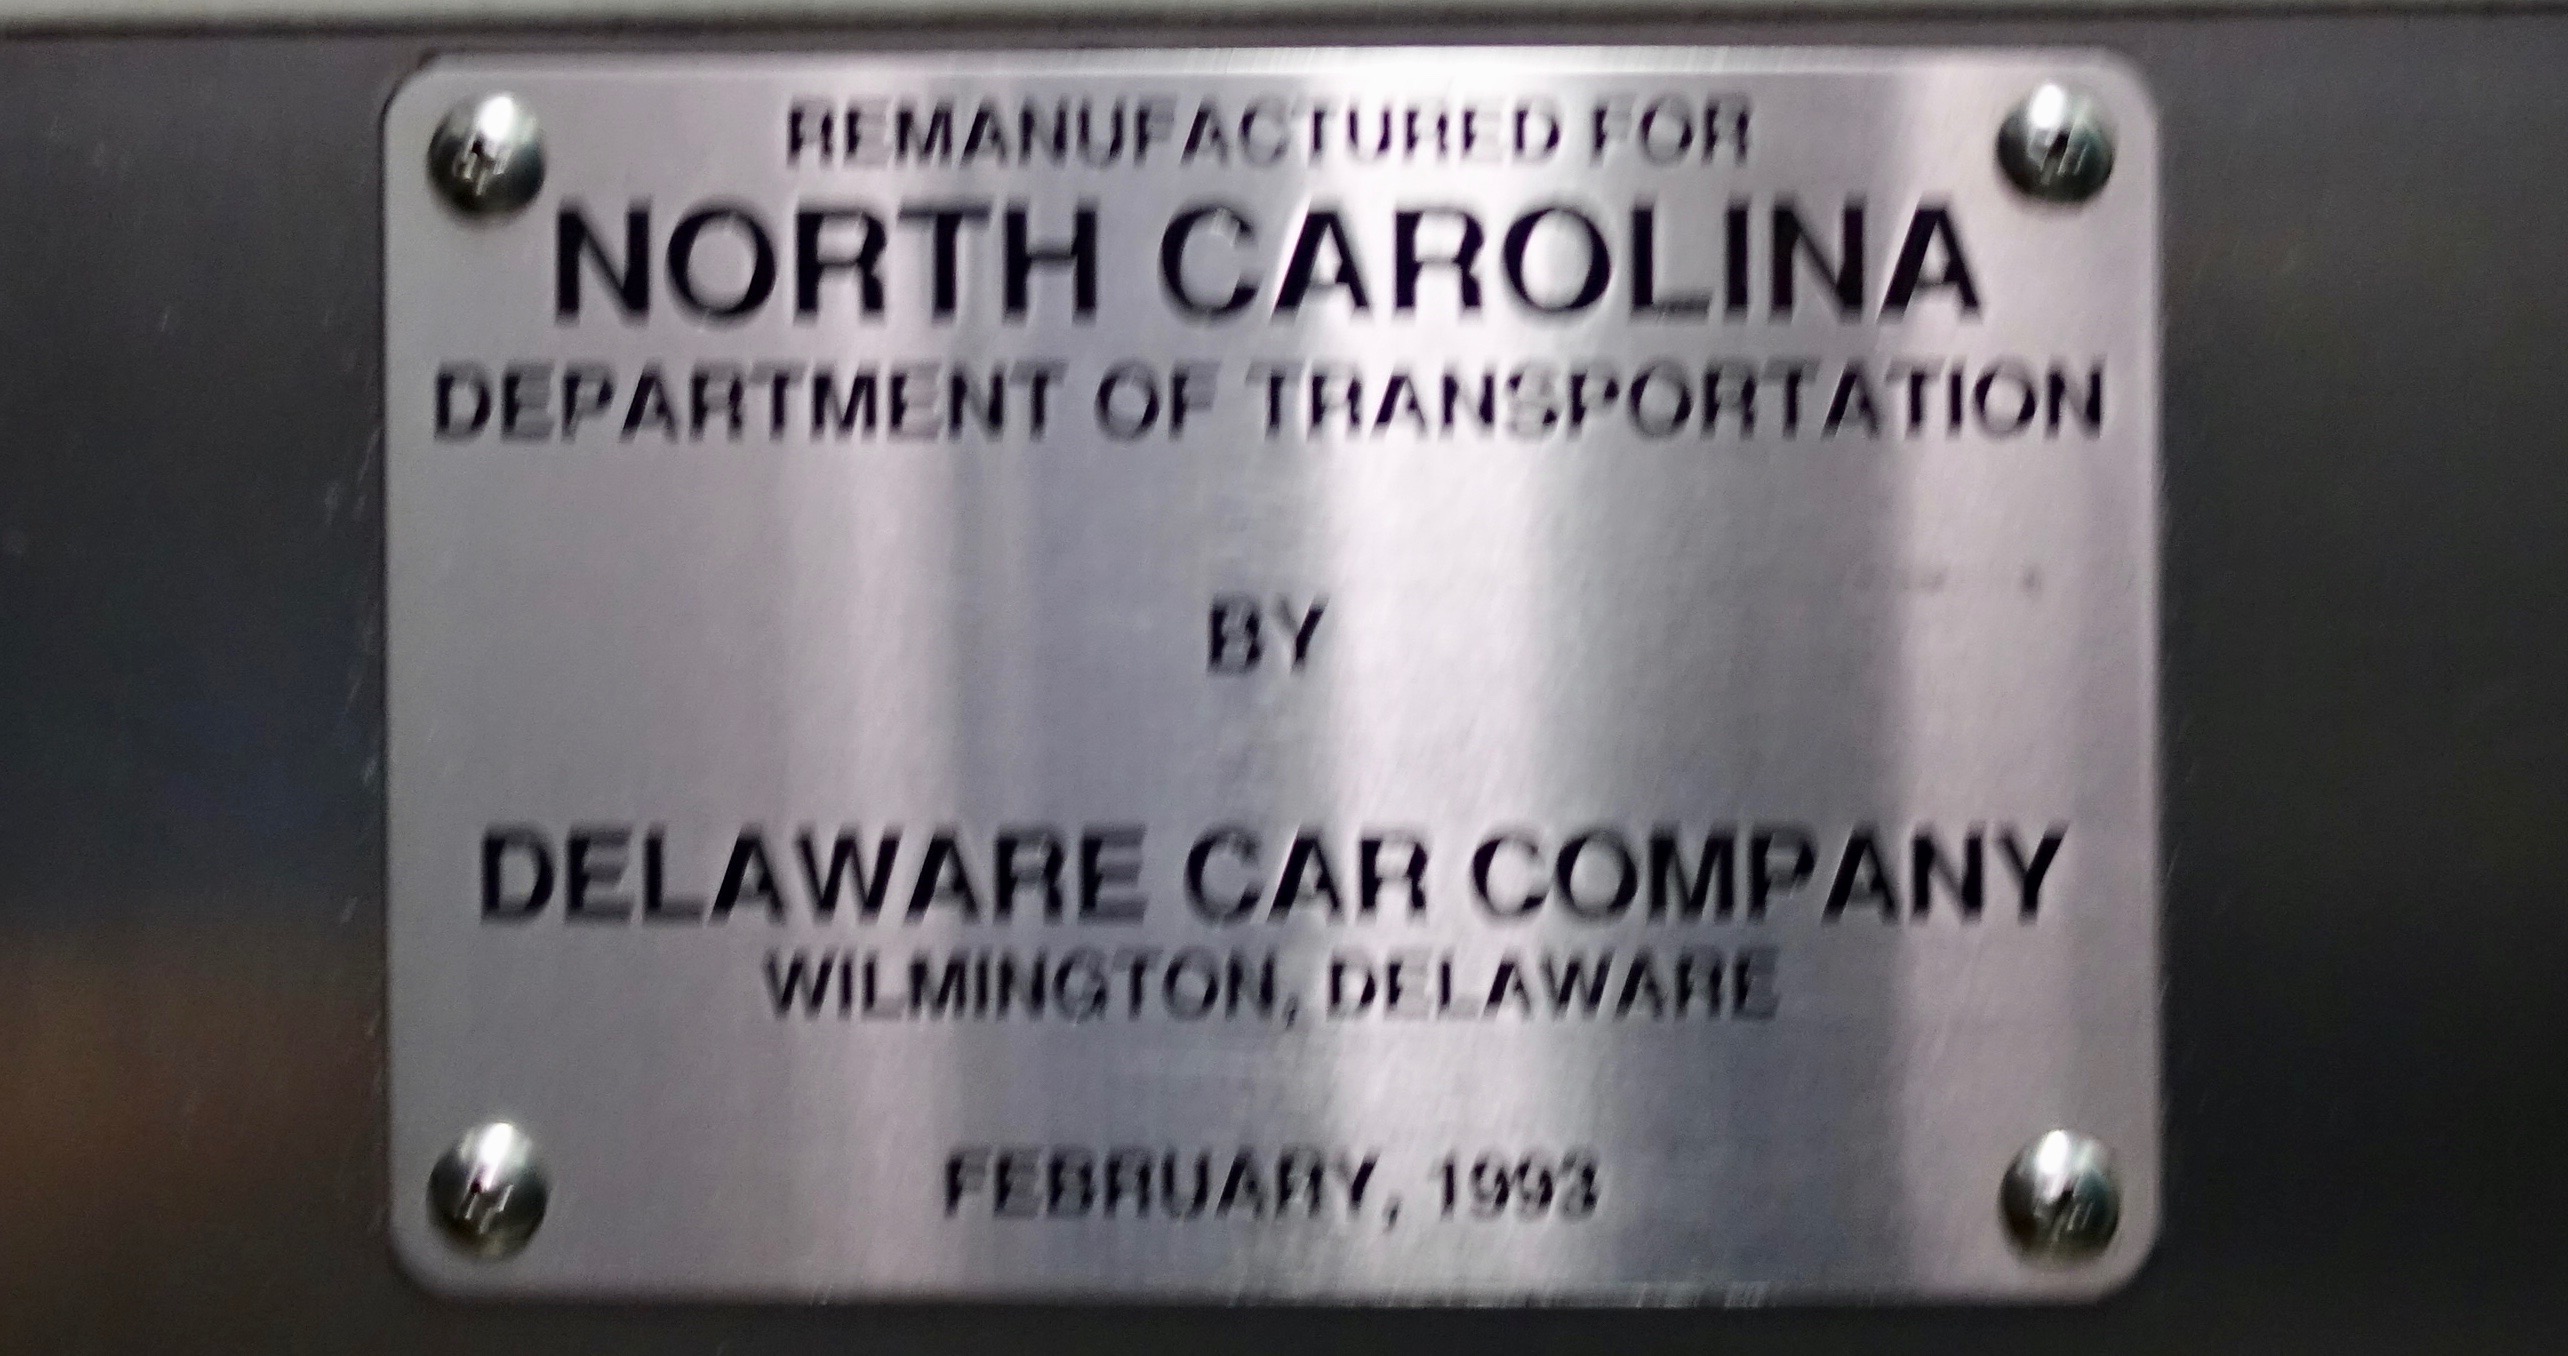 REMANUFACTURED FOR
NORTH CAROLINA
DEPARTMENT OF TRANSPORTATION
BY
DELAWARE CAR COMPANY
WILMINGTON, DELAWARE
FEBRUARY, 1993